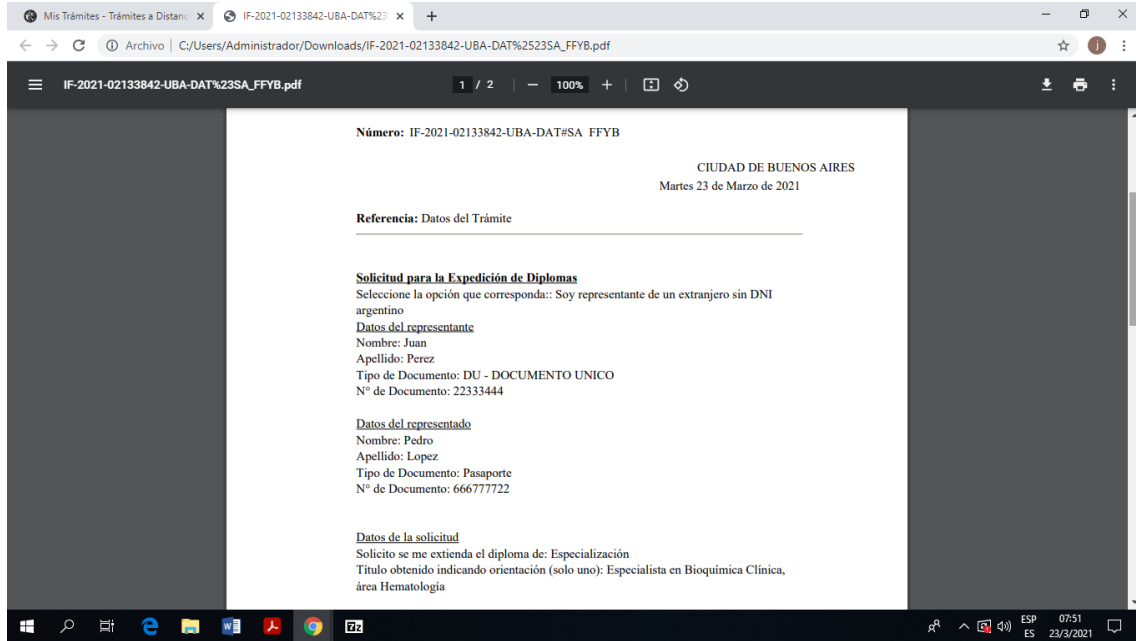 Mis Trámites - Trámites a Distanc
IF-2021-02133842-UBA-DAT%23S
Archivo | C:/Users/Administrador/Downloads/IF-2021-02133842-UBA-DAT%2523SA_FFYB.pdf
j
IF-2021-02133842-UBA-DAT%23SA_FFYB.pdf
1 / 2
100%
Número: IF-2021-02133842-UBA-DAT#SA FFYB
CIUDAD DE BUENOS AIRES
Martes 23 de Marzo de 2021
Referencia: Datos del Trámite
Solicitud para la Expedición de Diplomas
Seleccione la opción que corresponda:: Soy representante de un extranjero sin DNI
argentino
Datos del representante
Nombre: Juan
Apellido: Perez
Tipo de Documento: DU - DOCUMENTO UNICO
N° de Documento: 22333444
Datos del representado
Nombre: Pedro
Apellido: Lopez
Tipo de Documento: Pasaporte
N° de Documento: 666777722
Datos de la solicitud
Solicito se me extienda el diploma de: Especialización
Título obtenido indicando orientación (solo uno): Especialista en Bioquímica Clínica,
área Hematología
7z
ESP
ES
07:51
23/3/2021